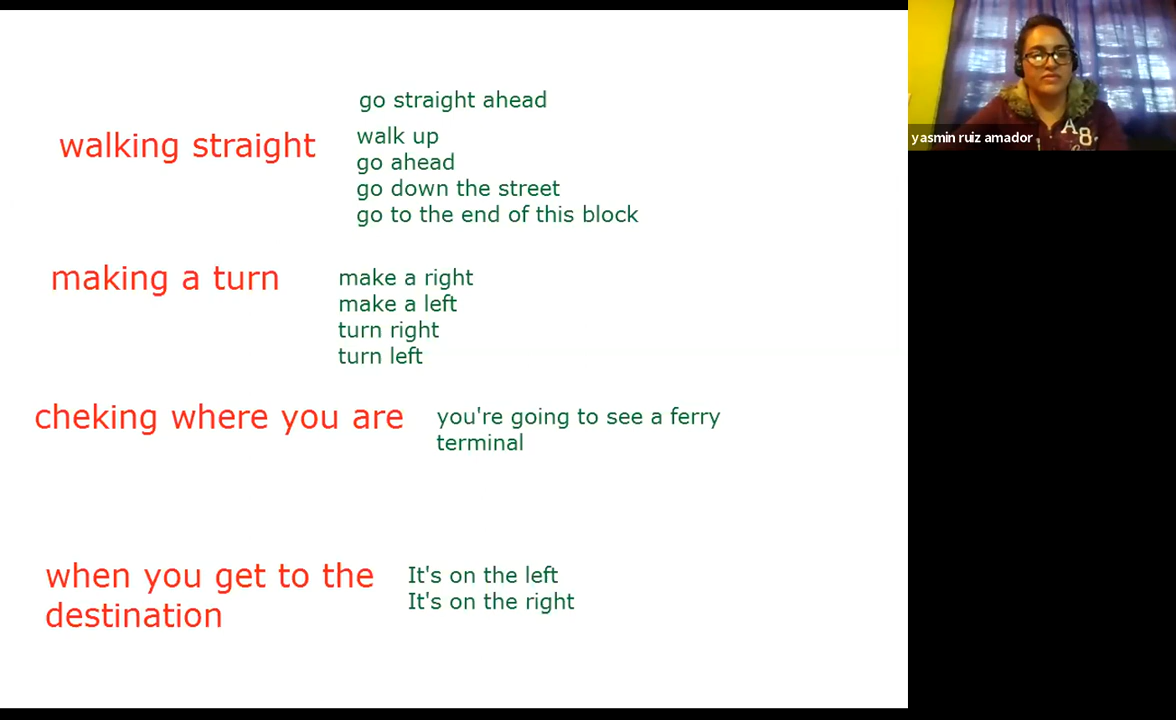 go straight ahead
walking straight
walk up
go ahead
go down the street
go to the end of this block
making a turn
make a right
make a left
turn right
turn left
cheking where you are
you're going to see a ferry
terminal
when you get to the
destination
It's on the left
It's on the right
yasmin ruiz amador
A
8